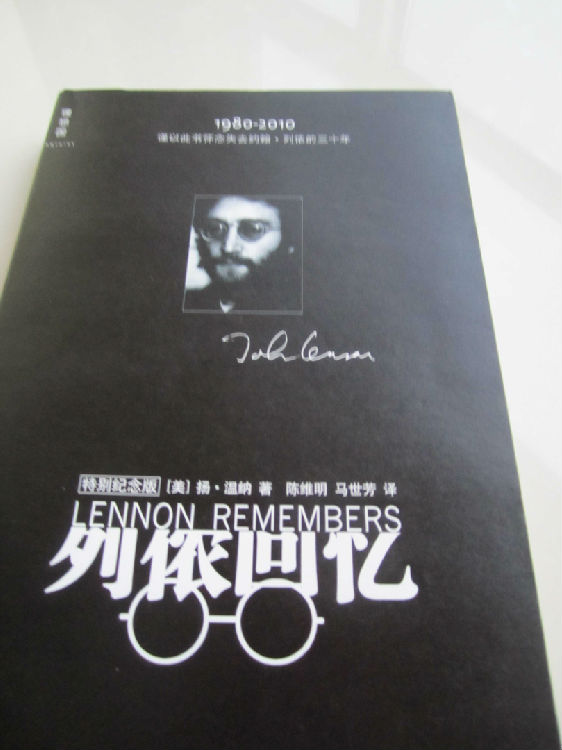 1980-2010
谨以此书怀念失去约翰·列侬的三十年
John Lennon
特别纪念版 [美] 扬·温纳 著 陈维明 马世芳 译
LENNON REMEMBERS
列侬回忆